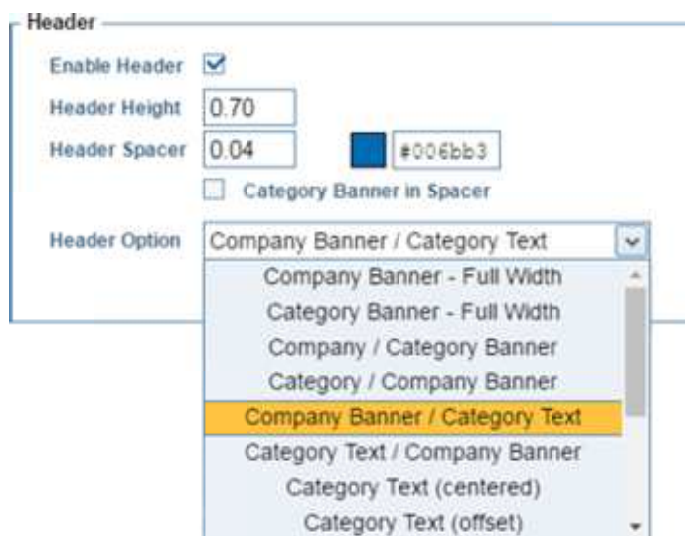 Header
Enable Header
Header Height 0.70
Header Spacer 0.04 #006bb3
Category Banner in Spacer
Header Option Company Banner / Category Text
Company Banner - Full Width
Category Banner - Full Width
Company / Category Banner
Category / Company Banner
Company Banner / Category Text
Category Text / Company Banner
Category Text (centered)
Category Text (offset)